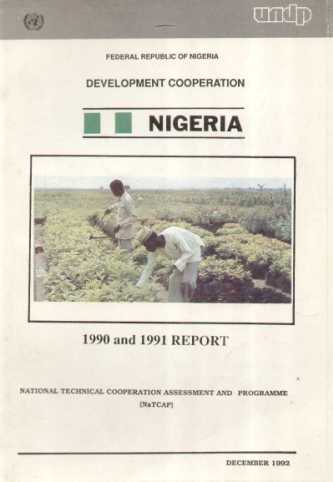 undp
FEDERAL REPUBLIC OF NIGERIA
DEVELOPMENT COOPERATION
NIGERIA
1990 and 1991 REPORT
NATIONAL TECHNICAL COOPERATION ASSESSMENT AND PROGRAMME
(NaTCAP)
DECEMBER 1992